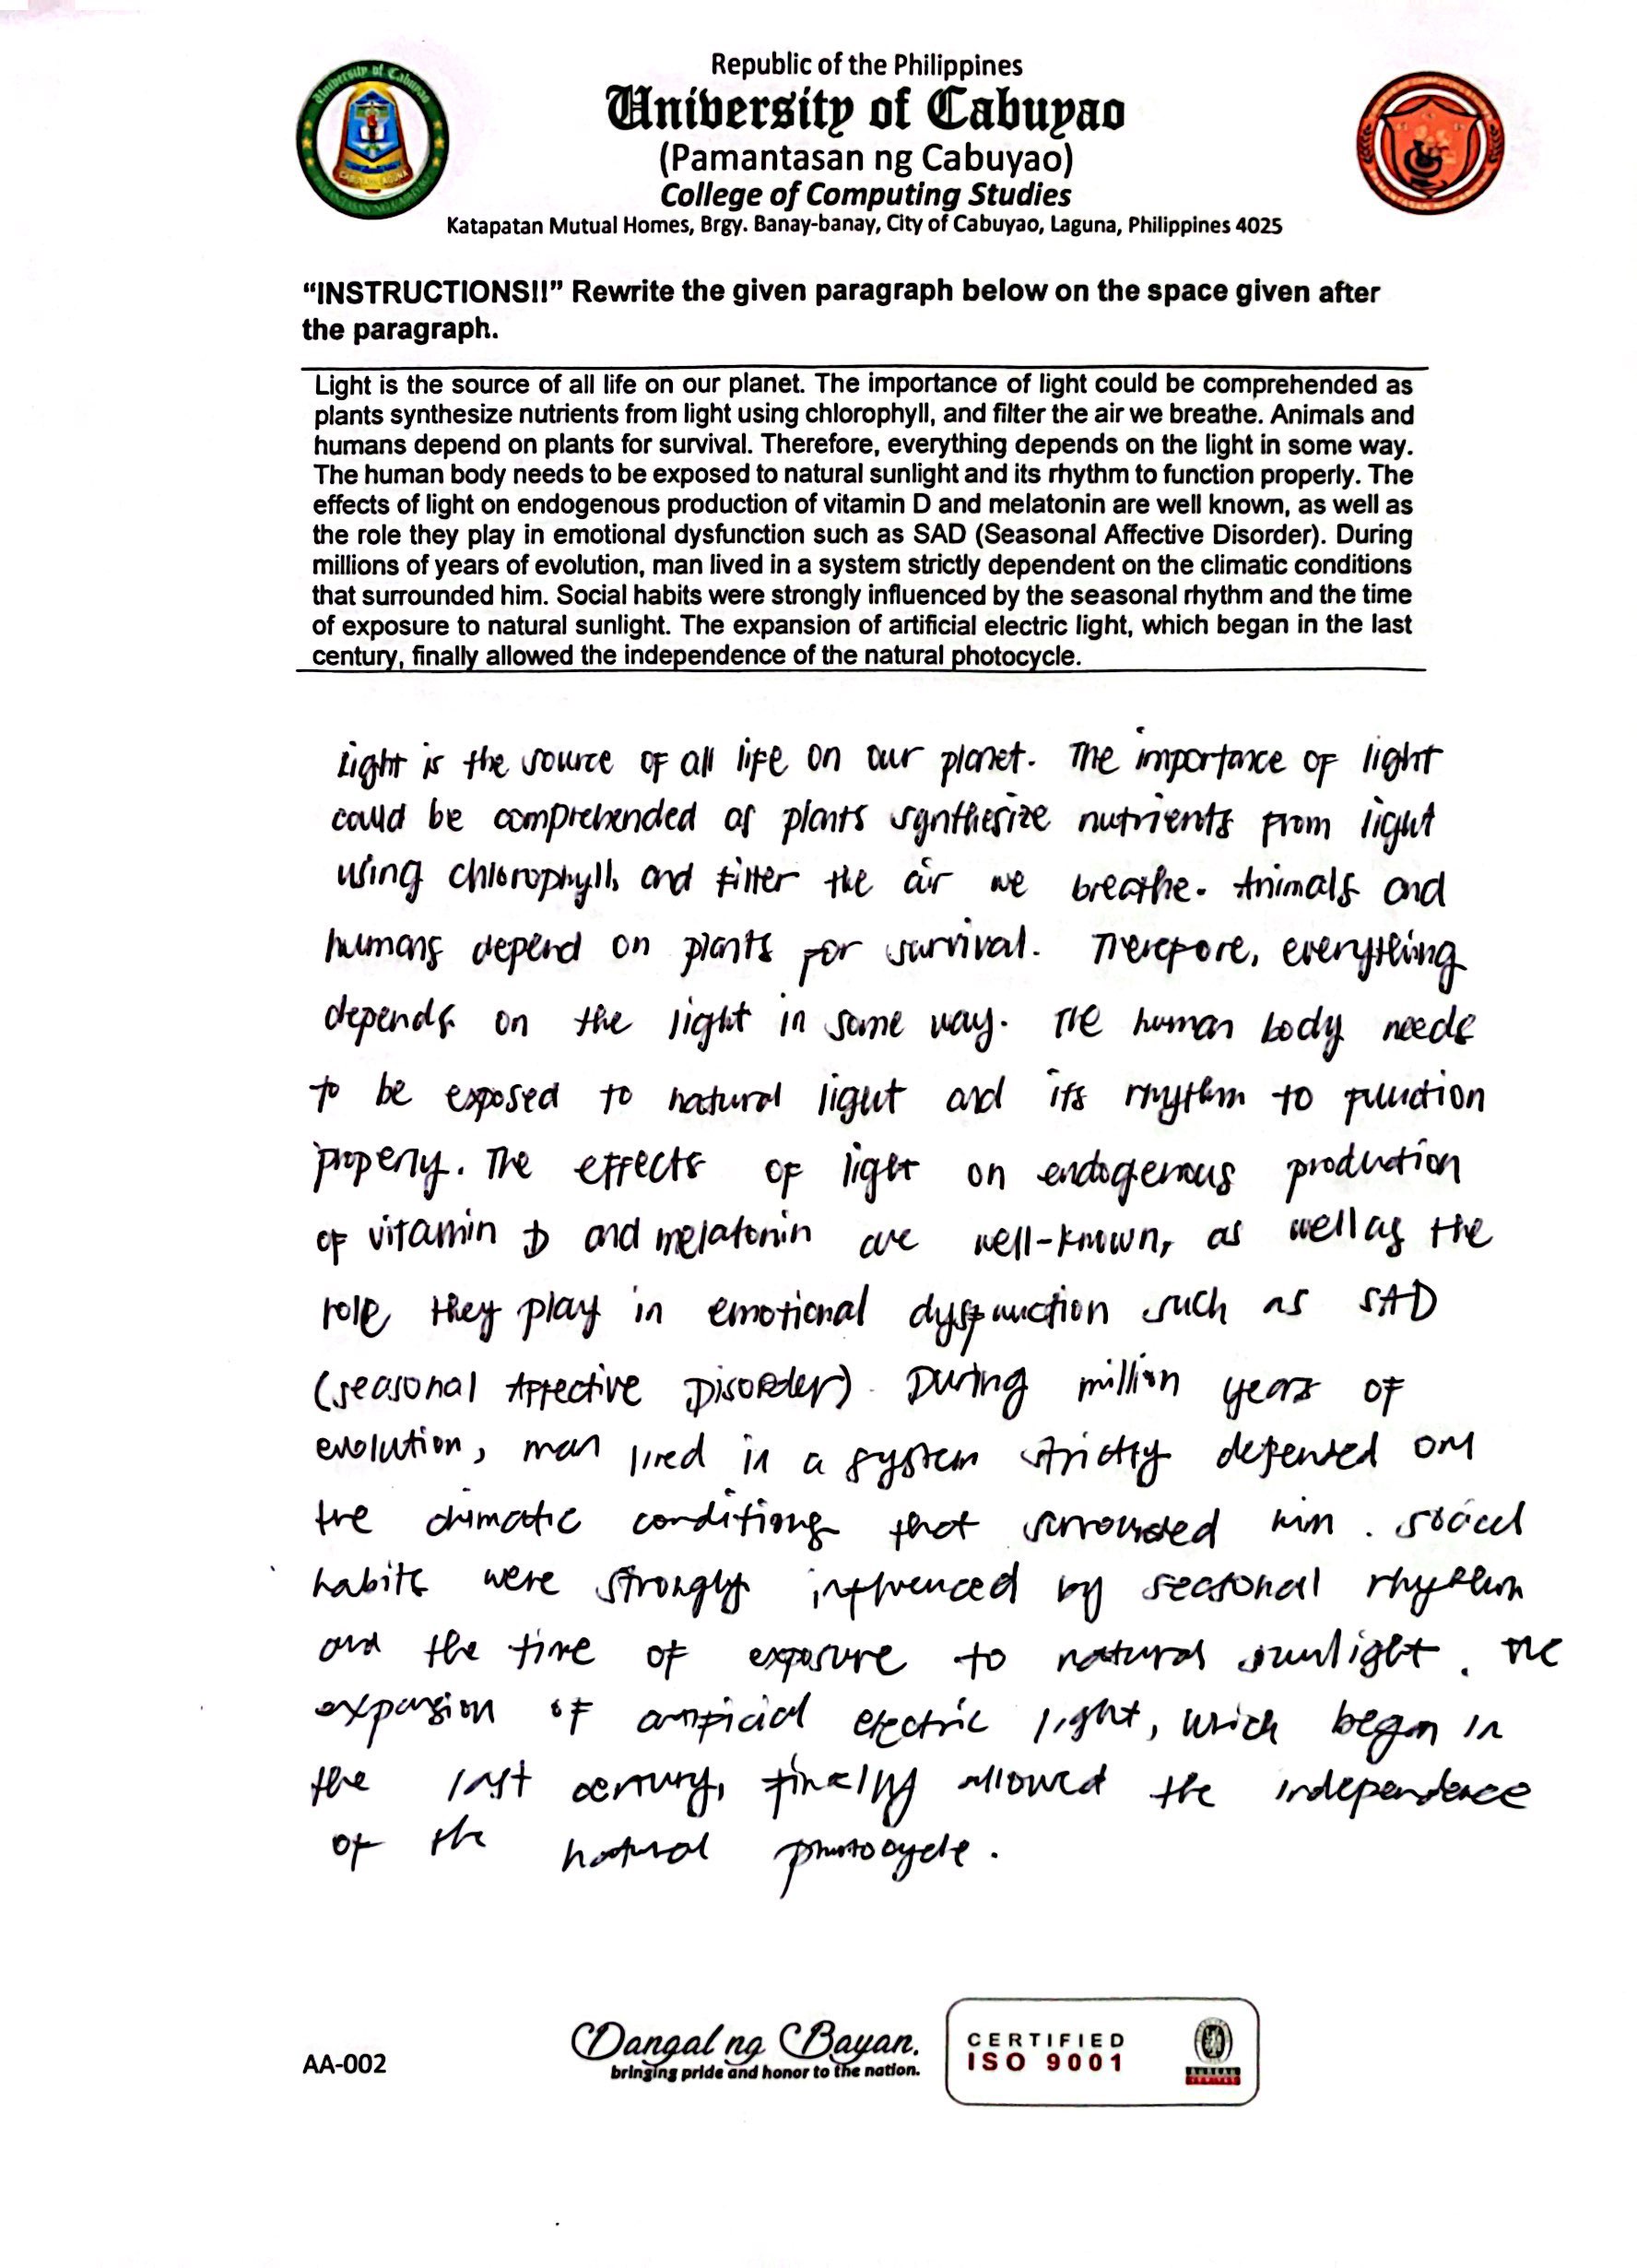 Republic of the Philippines
University of Cabuyao
(Pamantasan ng Cabuyao)
College of Computing Studies
Katapatan Mutual Homes, Brgy. Banay-banay, City of Cabuyao, Laguna, Philippines 4025
University of Cabuyao
PAMANTASAN NG CABUYAO
“INSTRUCTIONS!!” Rewrite the given paragraph below on the space given after
the paragraph.
Light is the source of all life on our planet. The importance of light could be comprehended as
plants synthesize nutrients from light using chlorophyll, and filter the air we breathe. Animals and
humans depend on plants for survival. Therefore, everything depends on the light in some way.
The human body needs to be exposed to natural sunlight and its rhythm to function properly. The
effects of light on endogenous production of vitamin D and melatonin are well known, as well as
the role they play in emotional dysfunction such as SAD (Seasonal Affective Disorder). During
millions of years of evolution, man lived in a system strictly dependent on the climatic conditions
that surrounded him. Social habits were strongly influenced by the seasonal rhythm and the time
of exposure to natural sunlight. The expansion of artificial electric light, which began in the last
century, finally allowed the independence of the natural photocycle.
Light is the source of all life on our planet. The importance of light
could be comprehended as plants synthesize nutrients from light
using chlorophyll, and filter the air we breathe. Animals and
humans depend on plants for survival. Therefore, everything
depends on the light in some way. The human body needs
to be exposed to natural light and its rhythm to function
properly. The effects of light on endogenous production
of vitamin D and melatonin are well-known, as well as the
role they play in emotional dysfunction such as SAD
(Seasonal Affective Disorder). During million years of
evolution, man lived in a system strictly depended on
the climatic conditions that surrounded him. social
habits were strongly influenced by seasonal rhythm
and the time of exposure to natural sunlight. The
expansion of artificial electric light, which began in
the last century, finally allowed the independence
of the natural photocycle.
AA-002
Dangal ng Bayan.
bringing pride and honor to the nation.
CERTIFIED
ISO 9001